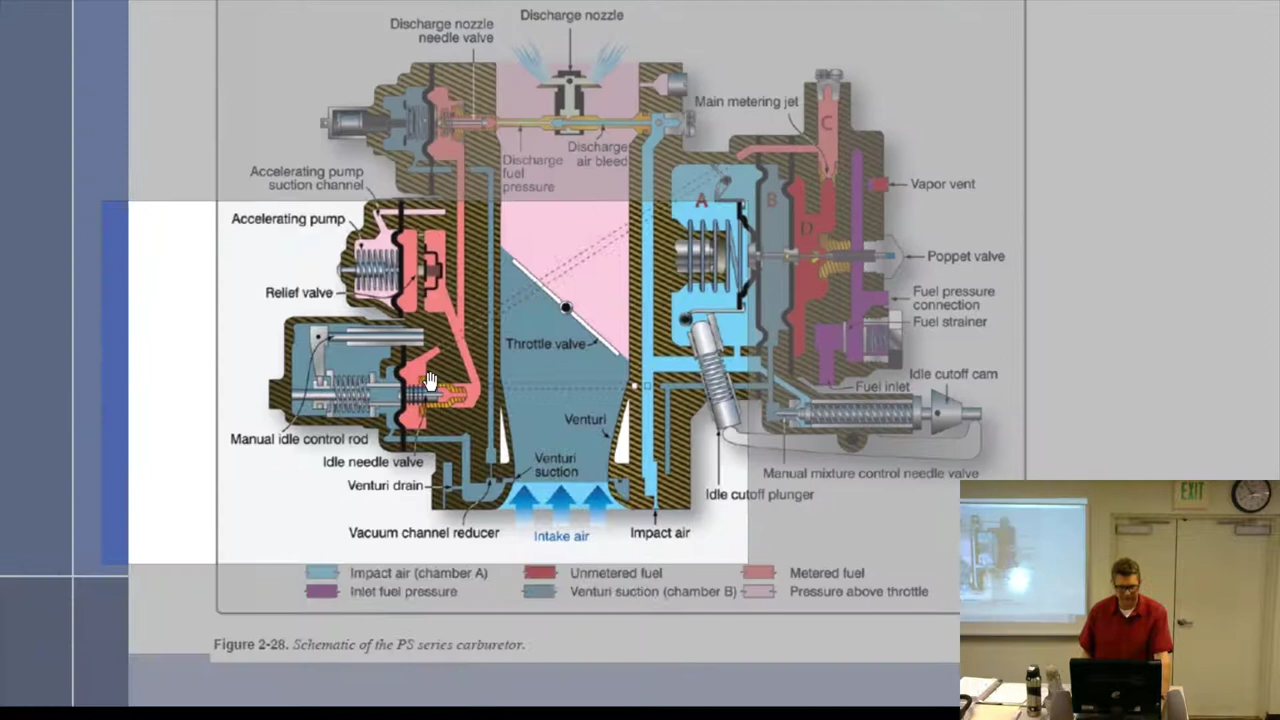 Discharge nozzle
Discharge nozzle
needle valve
Main metering jet
C
Discharge
fuel
pressure
Discharge
air bleed
Accelerating pump
suction channel
Vapor vent
A
B
D
Accelerating pump
Poppet valve
Relief valve
Fuel pressure
connection
Fuel strainer
Throttle valve
Idle cutoff cam
Fuel inlet
Venturi
Manual idle control rod
Idle needle valve
Venturi
suction
Manual mixture control needle valve
Venturi drain
Idle cutoff plunger
Vacuum channel reducer
Intake air
Impact air
Impact air (chamber A)
Unmetered fuel
Metered fuel
Inlet fuel pressure
Venturi suction (chamber B)
Pressure above throttle
Figure 2-28. Schematic of the PS series carburetor.
EXIT